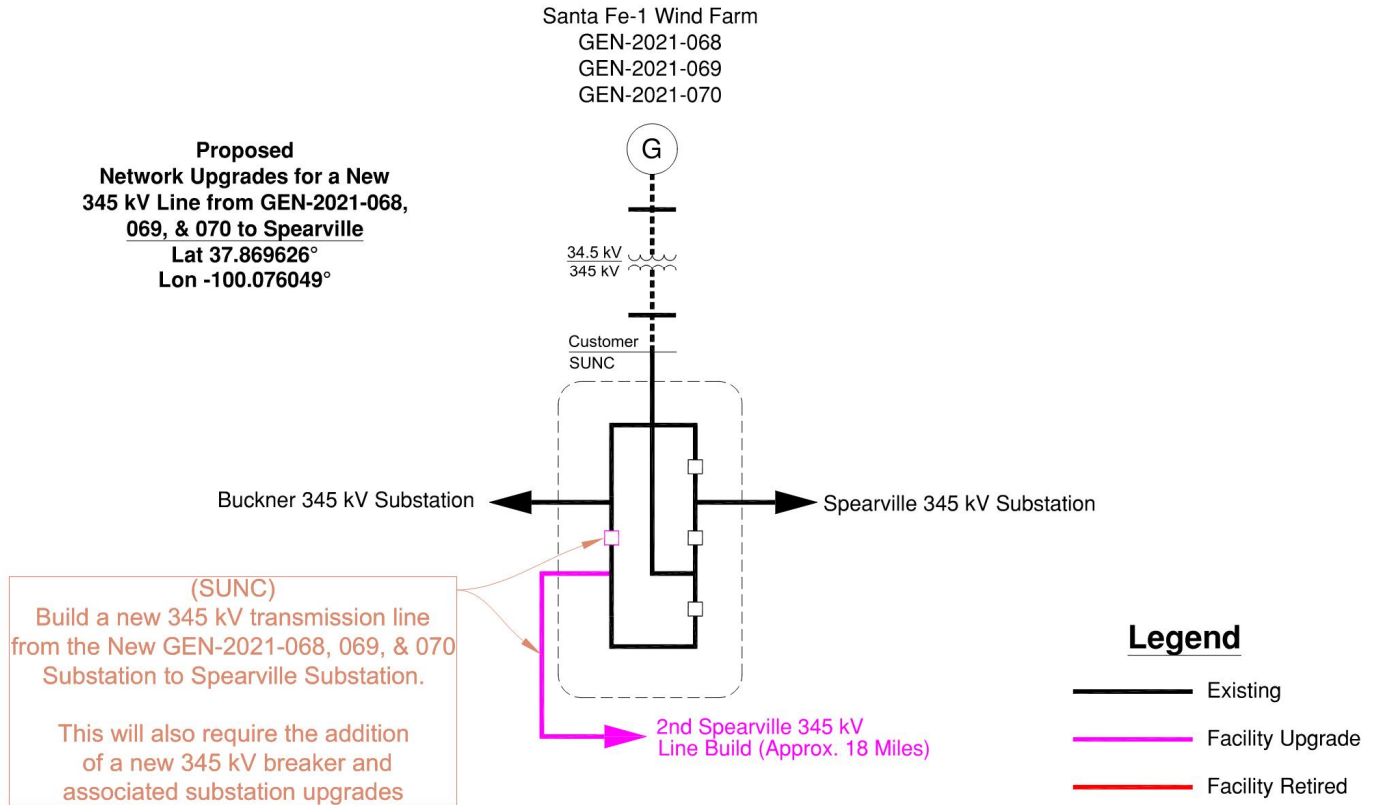 Santa Fe-1 Wind Farm
GEN-2021-068
GEN-2021-069
GEN-2021-070
G
Proposed
Network Upgrades for a New
345 kV Line from GEN-2021-068,
069, & 070 to Spearville
Lat 37.869626°
Lon -100.076049°
34.5 kV
345 kV
Customer
SUNC
Buckner 345 kV Substation
Spearville 345 kV Substation
(SUNC)
Build a new 345 kV transmission line
from the New GEN-2021-068, 069, & 070
Substation to Spearville Substation.
This will also require the addition
of a new 345 kV breaker and
associated substation upgrades
2nd Spearville 345 kV
Line Build (Approx. 18 Miles)
Legend
Existing
Facility Upgrade
Facility Retired